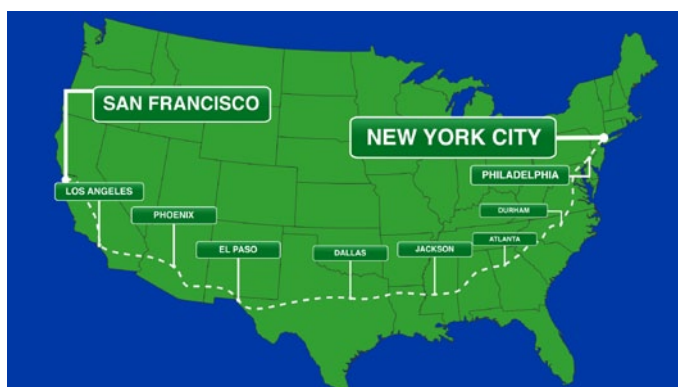 SAN FRANCISCO
NEW YORK CITY
PHILADELPHIA
LOS ANGELES
PHOENIX
DURHAM
EL PASO
DALLAS
JACKSON
ATLANTA